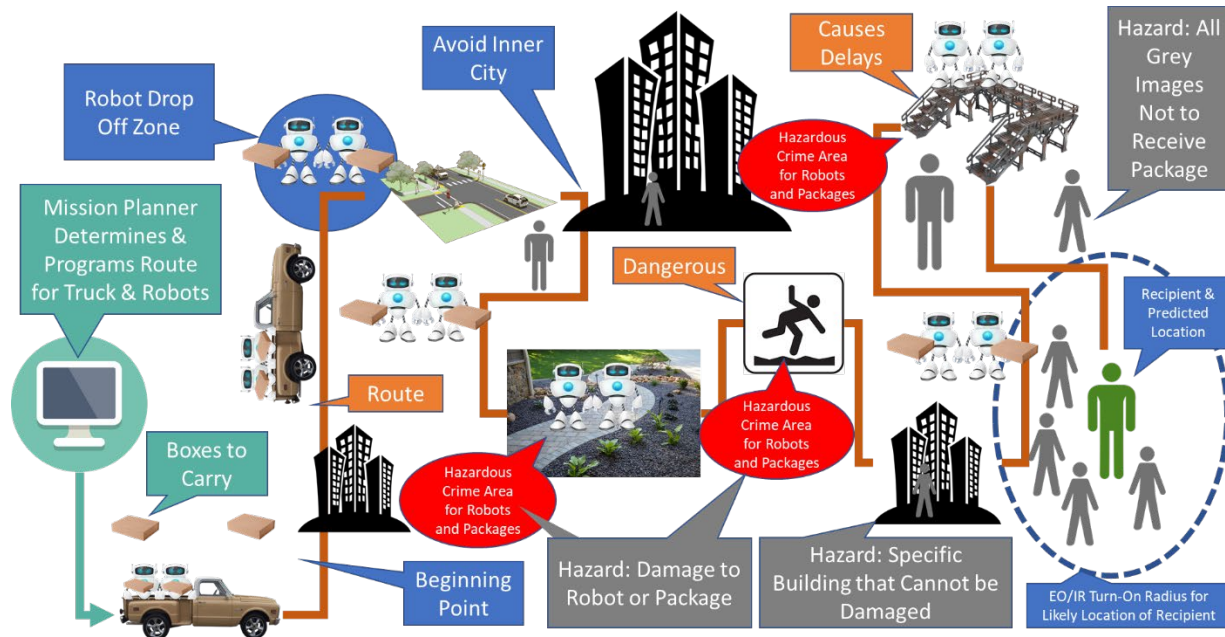 Robot Drop
Off Zone
Avoid Inner
City
Causes
Delays
Hazard: All
Grey
Images
Not to
Receive
Package
Hazardous
Crime Area
for Robots
and Packages
Mission Planner
Determines &
Programs Route
for Truck & Robots
Dangerous
Recipient &
Predicted
Location
Route
Boxes to
Carry
Hazardous
Crime Area
for Robots
and Packages
Hazardous
Crime Area
for Robots
and Packages
Beginning
Point
Hazard: Damage to
Robot or Package
Hazard: Specific
Building that Cannot be
Damaged
EO/IR Turn-On Radius for
Likely Location of Recipient